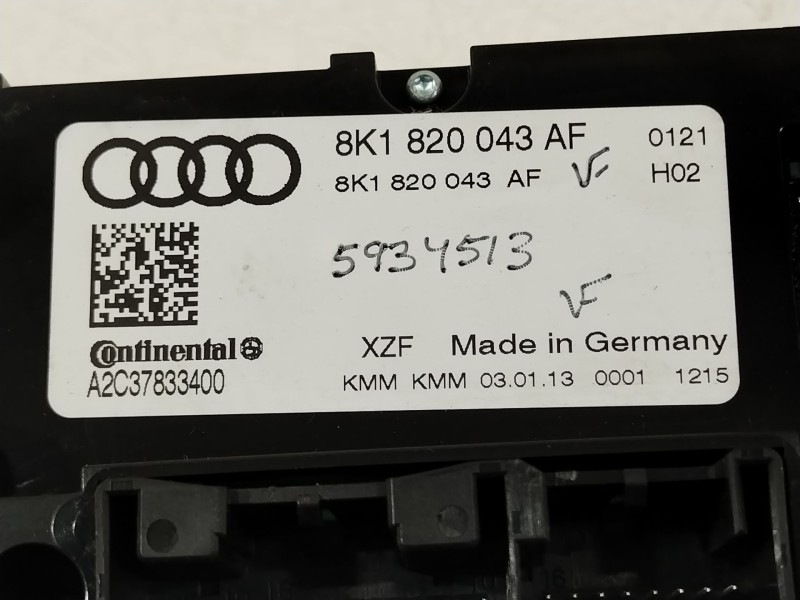 8K1 820 043 AF 0121
8K1 820 043 AF VF H02
5934513
VF
Continental
XZF Made in Germany
A2C37833400
KMM KMM 03.01.13 0001 1215